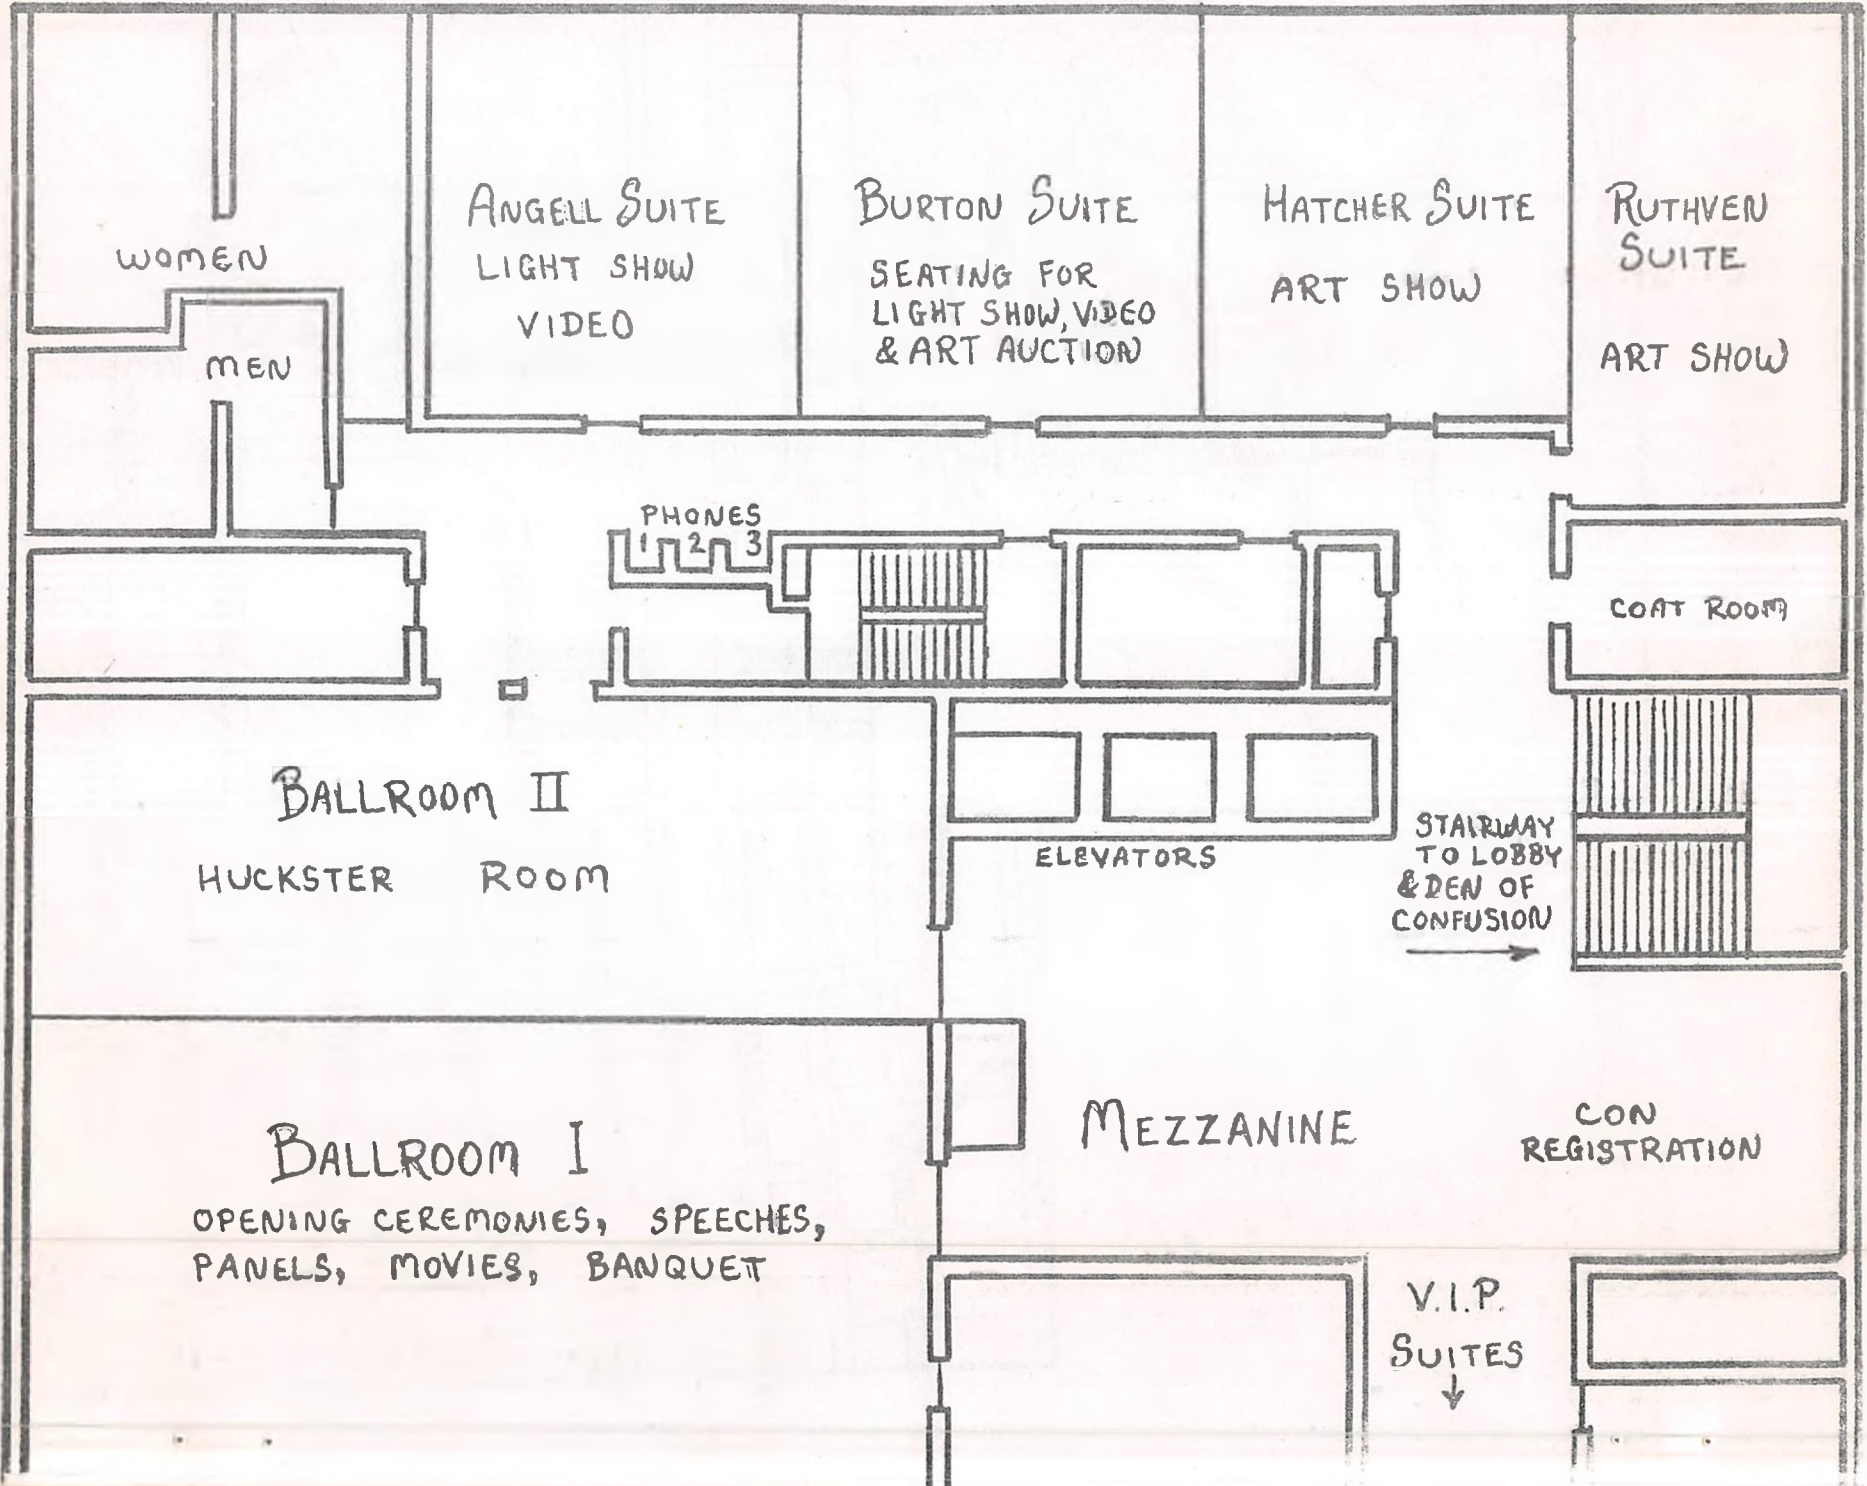 WOMEN
MEN
ANGELL SUITE
LIGHT SHOW
VIDEO
BURTON SUITE
SEATING FOR
LIGHT SHOW, VIDEO
& ART AUCTION
HATCHER SUITE
ART SHOW
RUTHVEN
SUITE
ART SHOW
PHONES
1 2 3
COAT ROOM
BALLROOM II
HUCKSTER ROOM
ELEVATORS
STAIRWAY
TO LOBBY
& DEN OF
CONFUSION
BALLROOM I
OPENING CEREMONIES, SPEECHES,
PANELS, MOVIES, BANQUET
MEZZANINE
CON
REGISTRATION
V.I.P.
SUITES